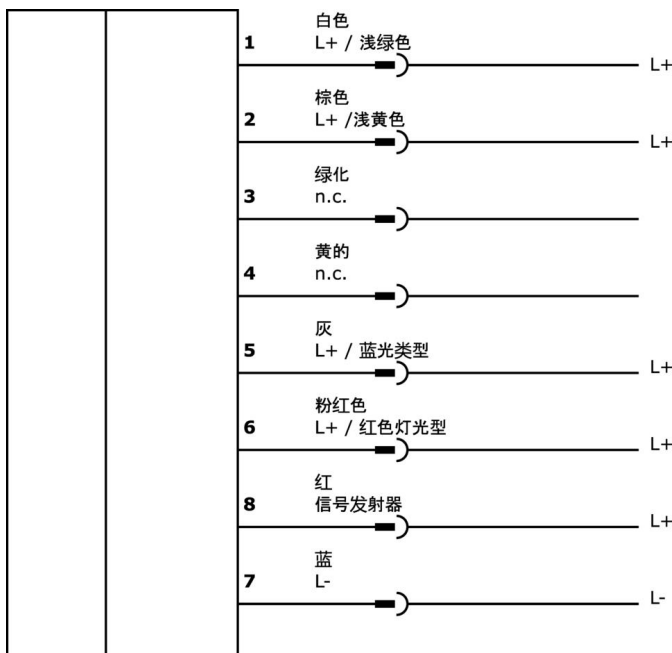 白色
1 L+ / 浅绿色
L+
棕色
2 L+ /浅黄色
L+
绿化
3 n.c.
黄的
4 n.c.
灰
5 L+ / 蓝光类型
L+
粉红色
6 L+ / 红色灯光型
L+
红
8 信号发射器
L+
蓝
7 L-
L-